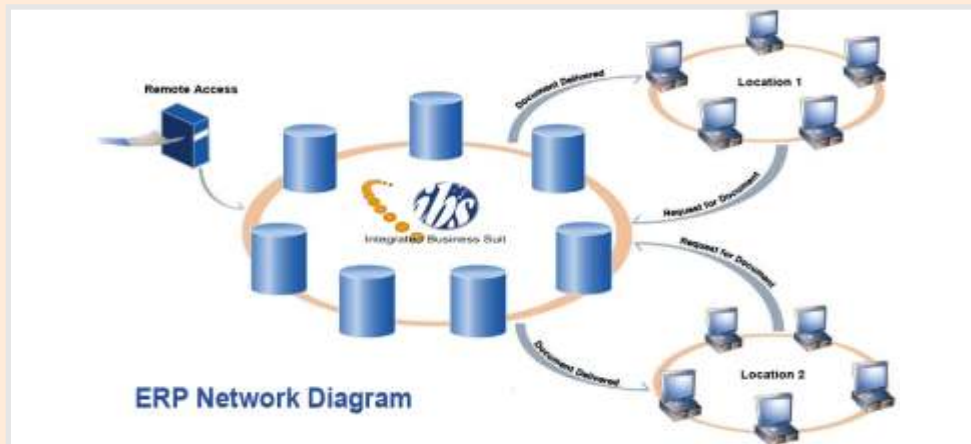 Remote Access
Document Delivered
Location 1
Request for Document
ibs
Integrated Business Suit
Request for Document
Document Delivered
Location 2
ERP Network Diagram